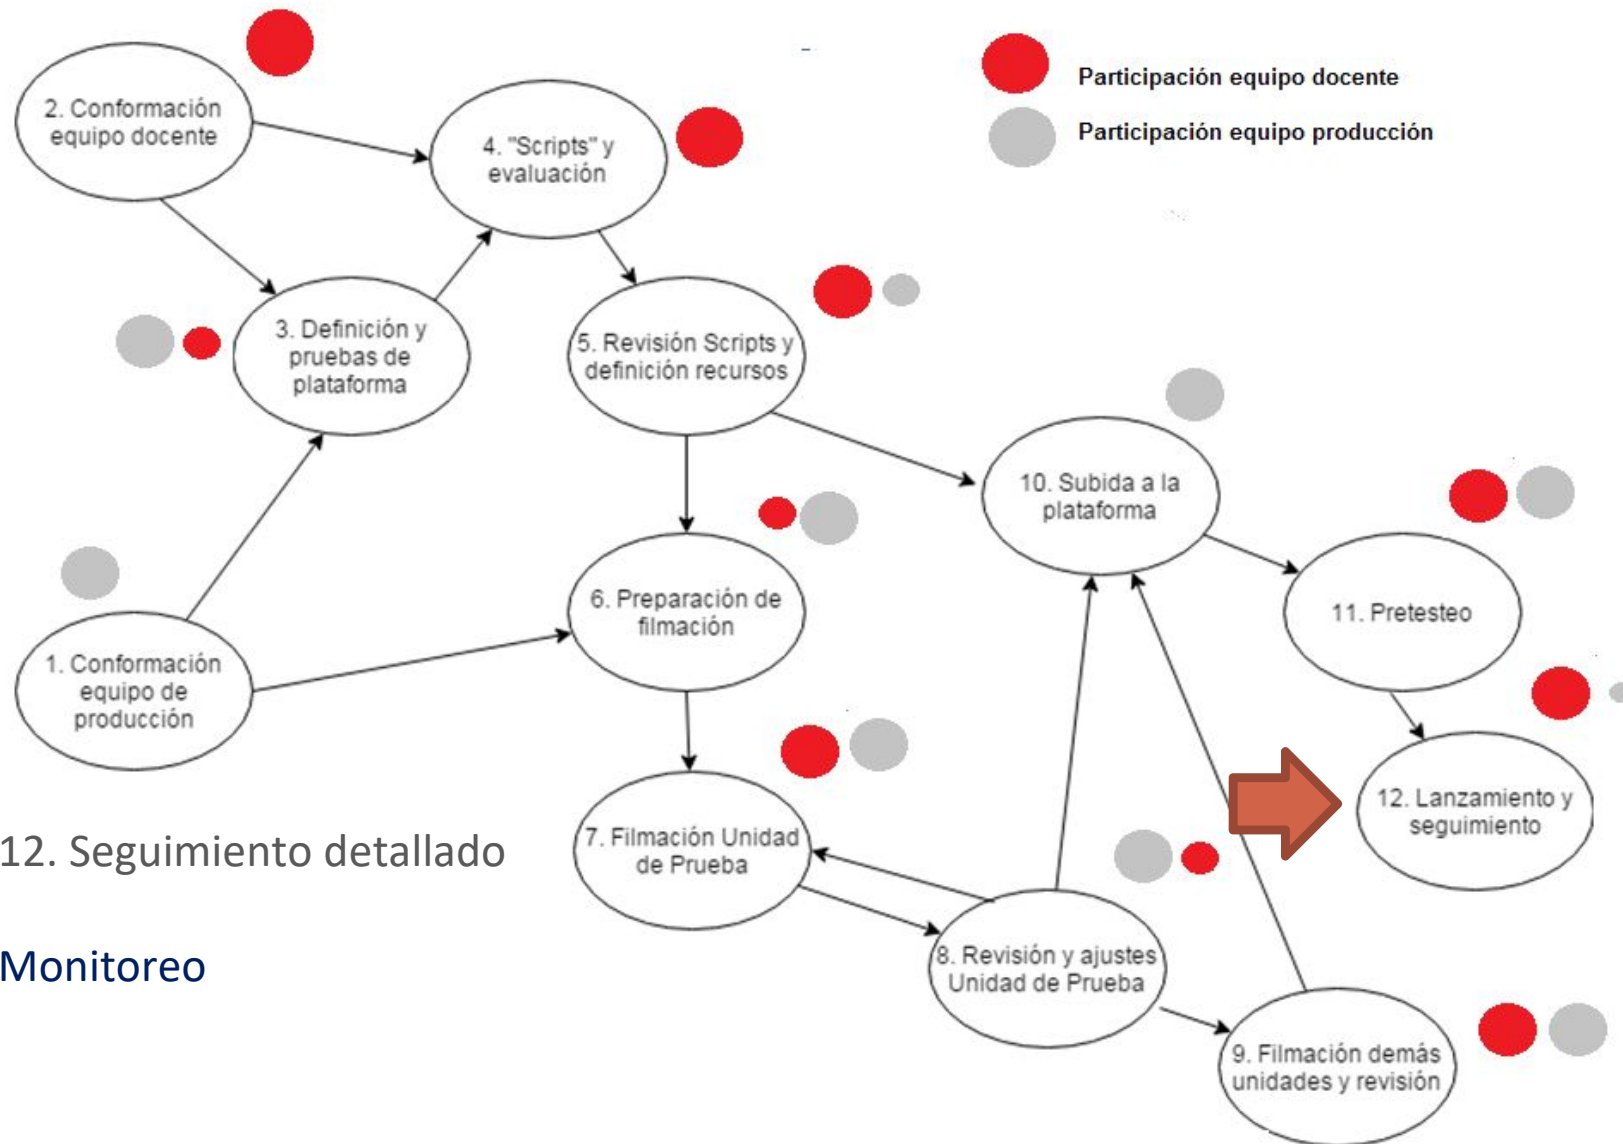 2. Conformación
equipo docente
4. "Scripts" y
evaluación
Participación equipo docente
Participación equipo producción
3. Definición y
pruebas de
plataforma
5. Revisión Scripts y
definición recursos
10. Subida a la
plataforma
6. Preparación de
filmación
11. Pretesteo
1. Conformación
equipo de
producción
12. Lanzamiento y
seguimiento
7. Filmación Unidad
de Prueba
12. Seguimiento detallado
Monitoreo
8. Revisión y ajustes
Unidad de Prueba
9. Filmación demás
unidades y revisión